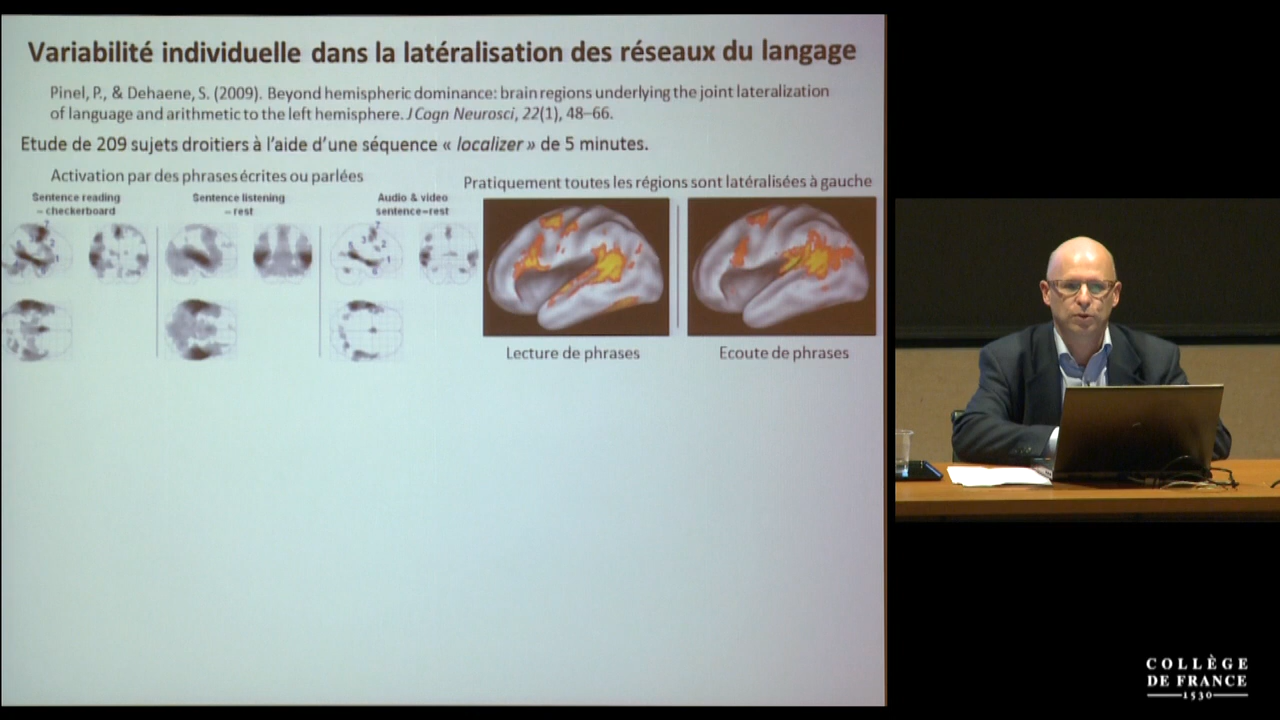 Variabilité individuelle dans la latéralisation des réseaux du langage
Pinel, P., & Dehaene, S. (2009). Beyond hemispheric dominance: brain regions underlying the joint lateralization
of language and arithmetic to the left hemisphere. J Cogn Neurosci, 22(1), 48–66.
Etude de 209 sujets droitiers à l'aide d'une séquence « localizer » de 5 minutes.
Activation par des phrases écrites ou parlées
Sentence reading
– checkerboard
Sentence listening
– rest
Audio & video
sentence–rest
Pratiquement toutes les régions sont latéralisées à gauche
Lecture de phrases
Ecoute de phrases
COLLÈGE
DE FRANCE
1530